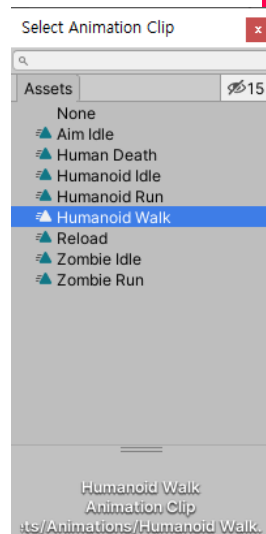 Select Animation Clip
x
Assets
15
None
Aim Idle
Human Death
Humanoid Idle
Humanoid Run
Humanoid Walk
Reload
Zombie Idle
Zombie Run
Humanoid Walk
Animation Clip
ts/Animations/Humanoid Walk.